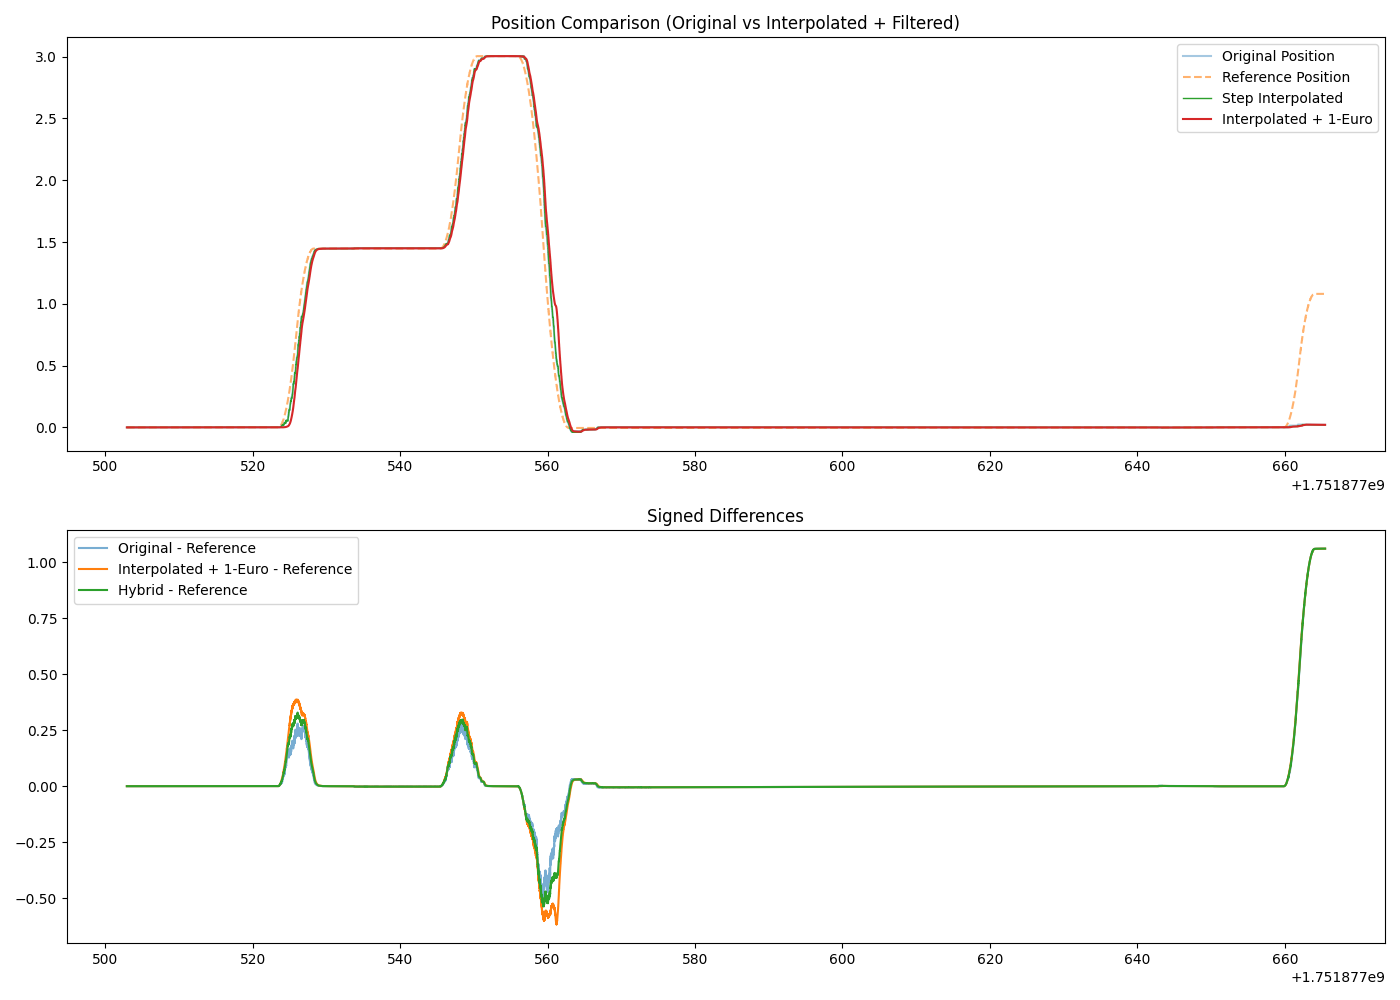 Position Comparison (Original vs Interpolated + Filtered)
3.0
2.5
2.0
1.5
1.0
0.5
0.0
Original Position
Reference Position
Step Interpolated
Interpolated + 1-Euro
500 520 540 560 580 600 620 640 660
+1.751877e9
Signed Differences
1.00
0.75
0.50
0.25
0.00
−0.25
−0.50
Original - Reference
Interpolated + 1-Euro - Reference
Hybrid - Reference
500 520 540 560 580 600 620 640 660
+1.751877e9